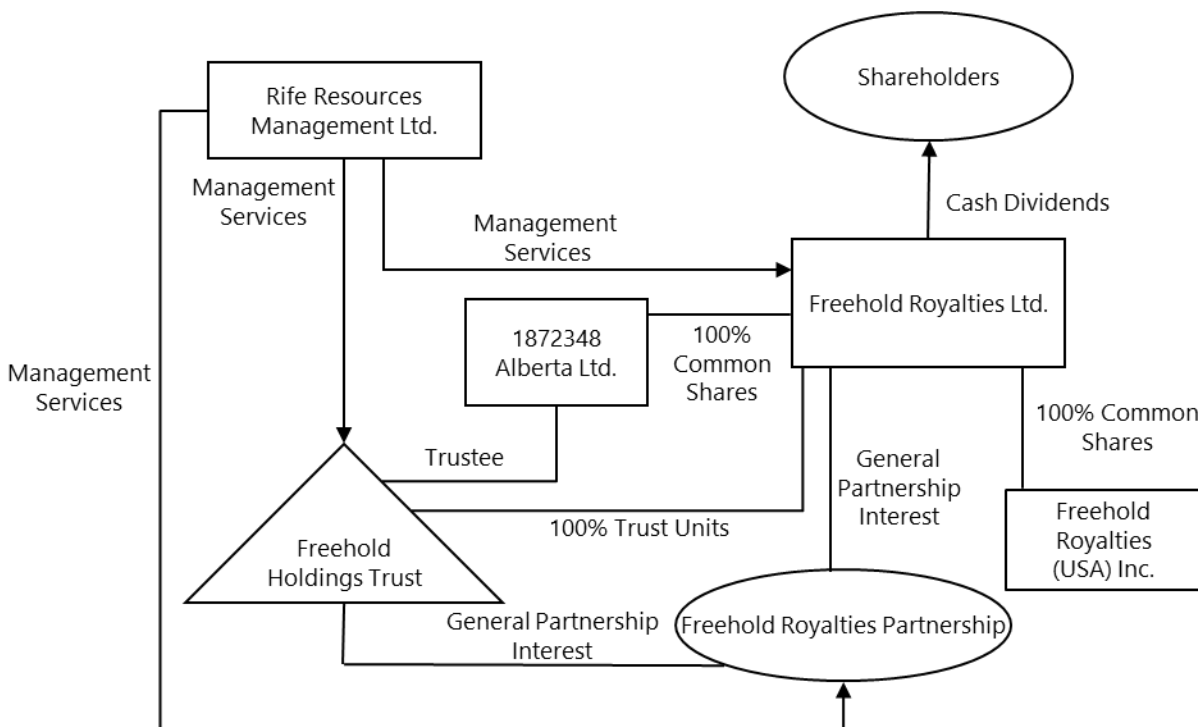 Shareholders
Rife Resources
Management Ltd.
Management
Services
Cash Dividends
Management
Services
Freehold Royalties Ltd.
1872348
Alberta Ltd.
100%
Common
Shares
Management
Services
100% Common
Shares
Trustee
General
Partnership
Interest
100% Trust Units
Freehold
Royalties
(USA) Inc.
Freehold
Holdings Trust
General Partnership
Interest
Freehold Royalties Partnership